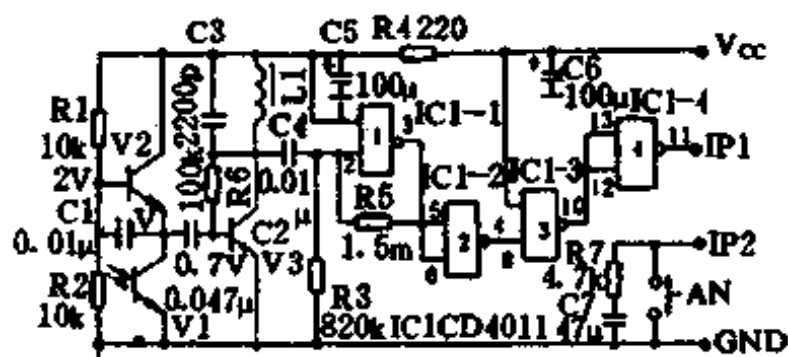 C3
C5
R4 220
Vcc
R1
10k
2200p
L1
100μ
C6
100μ
IC1-1
IC1-4
V2
C4
1
3
13
4
11
IP1
2V
100k
R6
0.01
μ
2
IC1-2
IC1-3
12
C1
V
R5
5
10
0.01μ
C2
1.5m
2
4
3
R7
IP2
0.7V
V3
6
8
4.7k
R2
10k
0.047μ
R3
C7
AN
V1
820k
IC1CD4011
47μ
GND